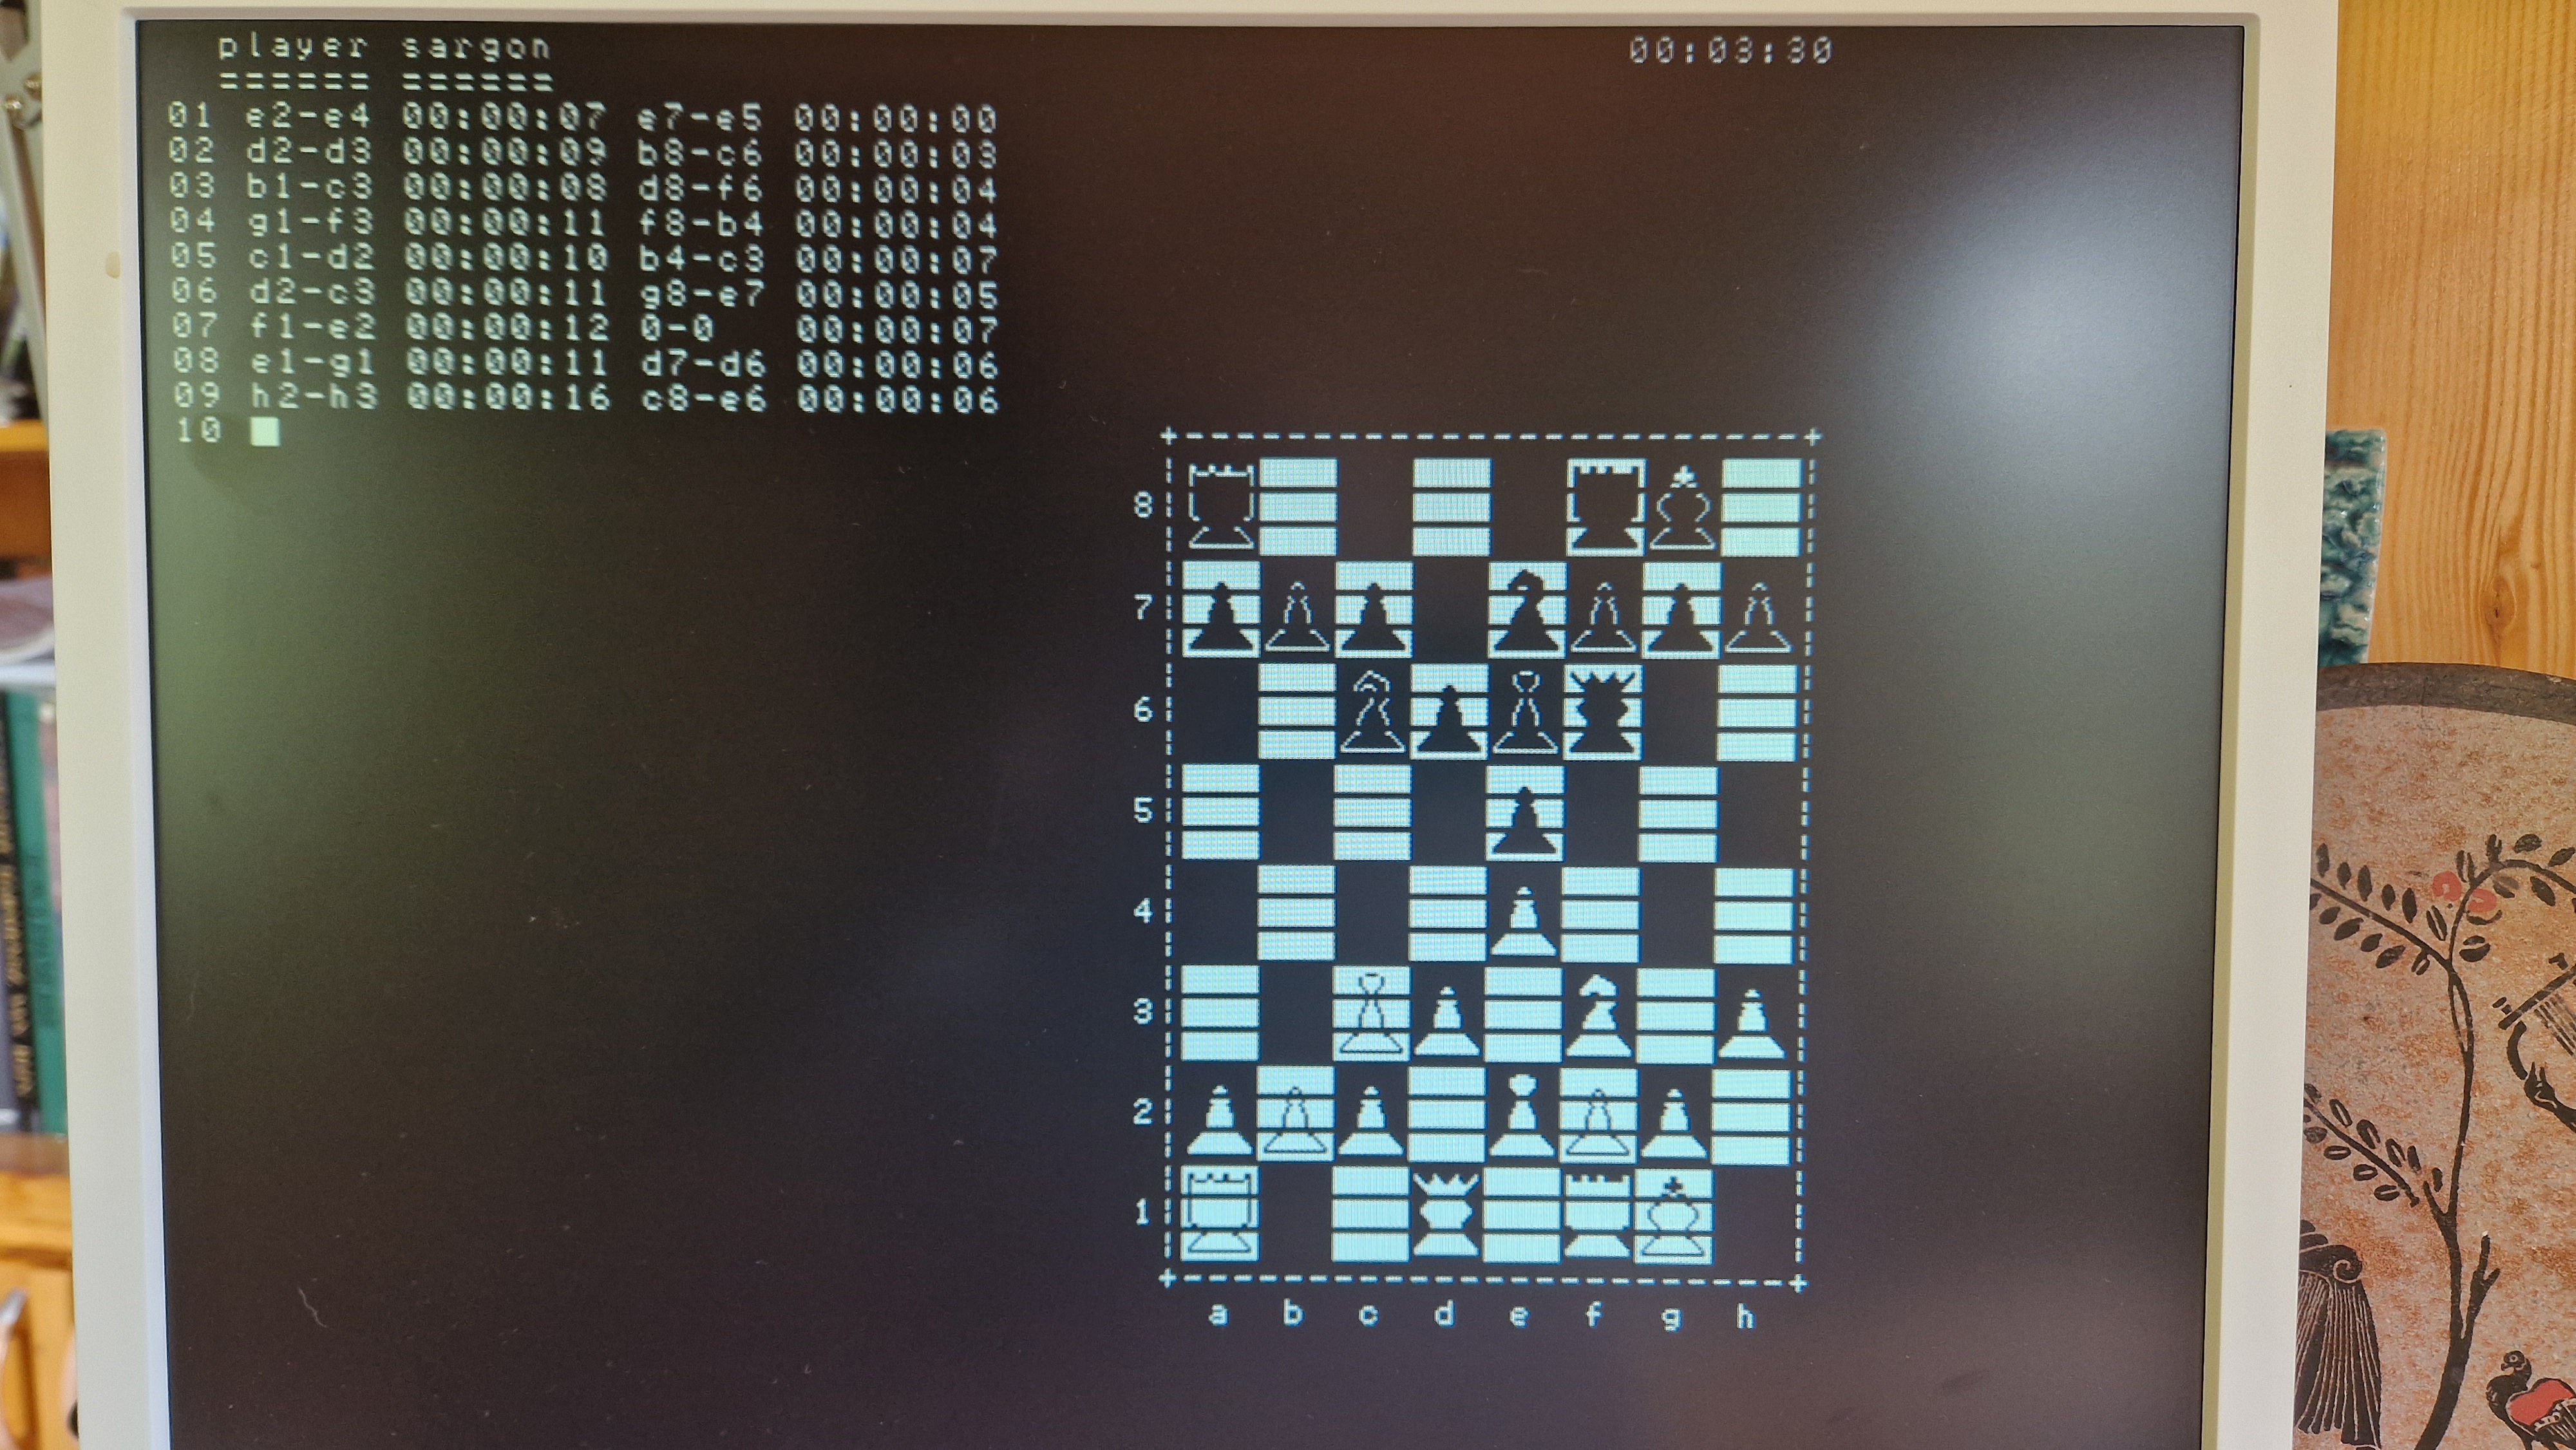 player sargon
====== ======
00:03:30
01 e2-e4 00:00:07 e7-e5 00:00:00
02 d2-d3 00:00:09 b8-c6 00:00:03
03 b1-c3 00:00:08 d8-f6 00:00:04
04 g1-f3 00:00:11 f8-b4 00:00:04
05 c1-d2 00:00:10 b4-c3 00:00:07
06 d2-c3 00:00:11 g8-e7 00:00:05
07 f1-e2 00:00:12 0-0 00:00:07
08 e1-g1 00:00:11 d7-d6 00:00:06
09 h2-h3 00:00:16 c8-e6 00:00:06
10
8
7
6
5
4
3
2
1
a b c d e f g h